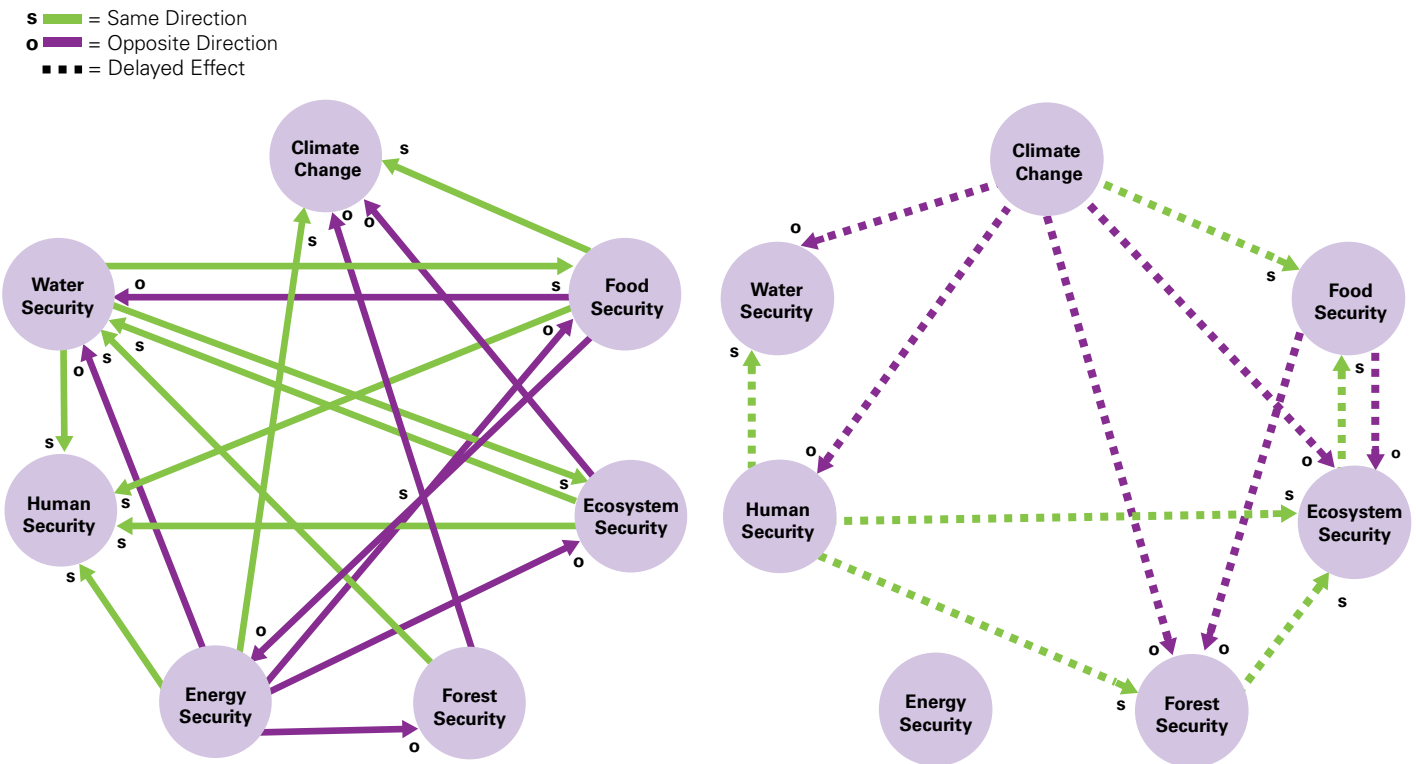 s = Same Direction
o = Opposite Direction
= Delayed Effect
Climate
Change
s
s
o
o
Water
Security
o
s
Food
Security
o
s
s
o
s
Human
Security
s
s
s
s
s
Ecosystem
Security
o
s
o
Energy
Security
o
Forest
Security
Climate
Change
o
s
Water
Security
Food
Security
s
s
o
o
o
s
Human
Security
Ecosystem
Security
s
o
o
s
Energy
Security
Forest
Security